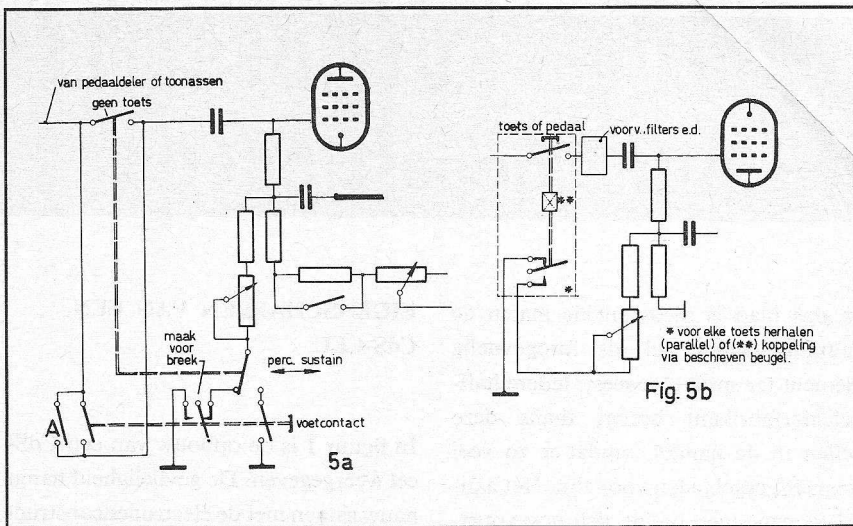 van pedaaldeler of toonassen
geen toets
maak
voor
breek
perc. sustain
A
voetcontact
5a
toets of pedaal
voorv., filters e.d.
**
*
* voor elke toets herhalen
(parallel) of (**) koppeling
via beschreven beugel.
Fig. 5b